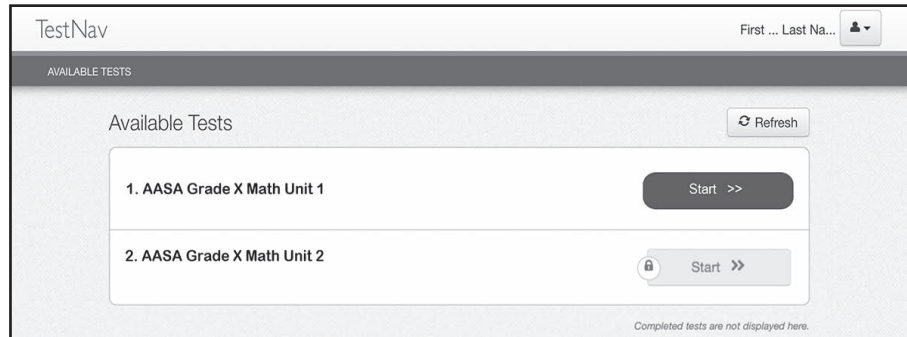 TestNav
First ... Last Na...
AVAILABLE TESTS
Available Tests
Refresh
1. AASA Grade X Math Unit 1
Start >>
2. AASA Grade X Math Unit 2
Start >>
Completed tests are not displayed here.